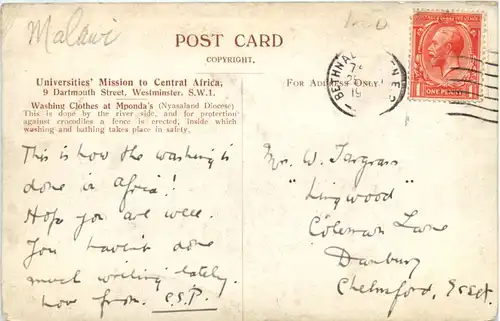 Malawi
POST CARD
COPYRIGHT.
Universities' Mission to Central Africa,
9 Dartmouth Street, Westminster. S.W.1.
FOR ADDRESS ONLY.
Washing Clothes at Mponda's (Nyasaland Diocese)
This is done by the river side, and for protection
against crocodiles a fence is erected, inside which
washing and bathing takes place in safety.
BETHNAL
N E
19
ONE PENNY
This is how the washing is
done in Africa!
Hope you are well.
You haven't done
much writing lately.
from. C.S.P.
Mrs. W.
"Lingwood"
Coleman Lane
Danbury
Chelmsford, Essex.